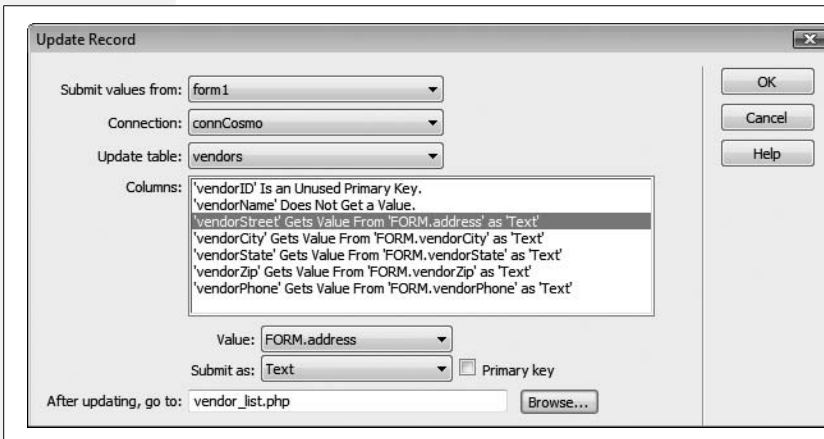 Update Record
Submit values from: form1
OK
Connection: connCosmo
Cancel
Update table: vendors
Help
Columns: 'vendorID' Is an Unused Primary Key.
'vendorName' Does Not Get a Value.
'vendorStreet' Gets Value From 'FORM.address' as 'Text'
'vendorCity' Gets Value From 'FORM.vendorCity' as 'Text'
'vendorState' Gets Value From 'FORM.vendorState' as 'Text'
'vendorZip' Gets Value From 'FORM.vendorZip' as 'Text'
'vendorPhone' Gets Value From 'FORM.vendorPhone' as 'Text'
Value: FORM.address
Submit as: Text Primary key
After updating, go to: vendor_list.php Browse...